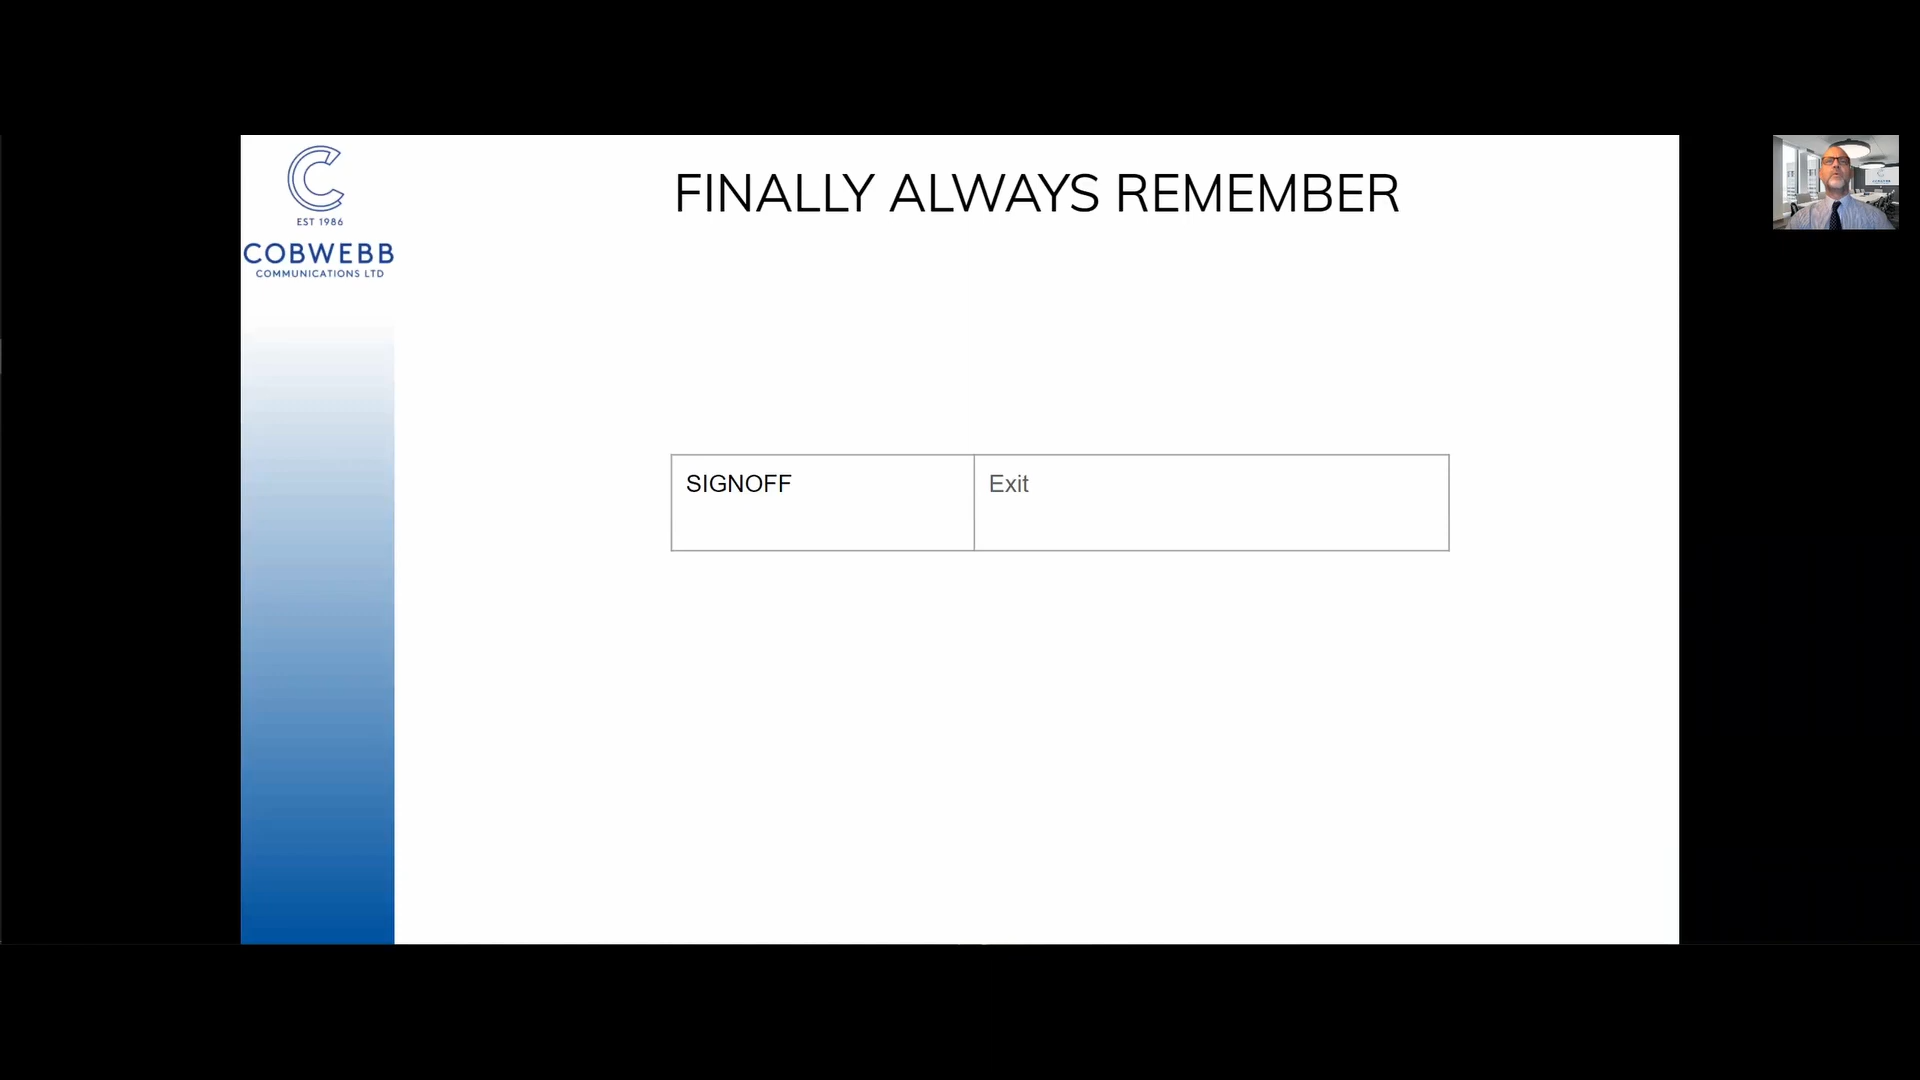 EST 1986
COBWEBB
COMMUNICATIONS LTD
FINALLY ALWAYS REMEMBER
SIGNOFF
Exit